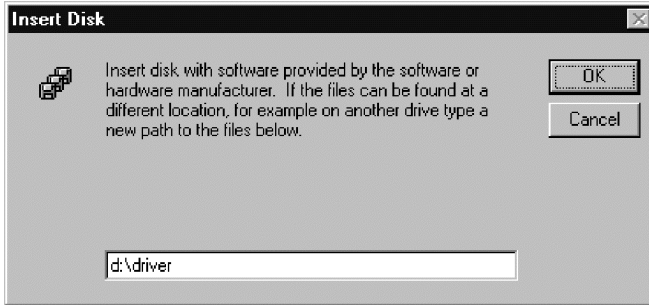 Insert Disk
Insert disk with software provided by the software or
hardware manufacturer. If the files can be found at a
different location, for example on another drive type a
new path to the files below.
OK
Cancel
d:\driver